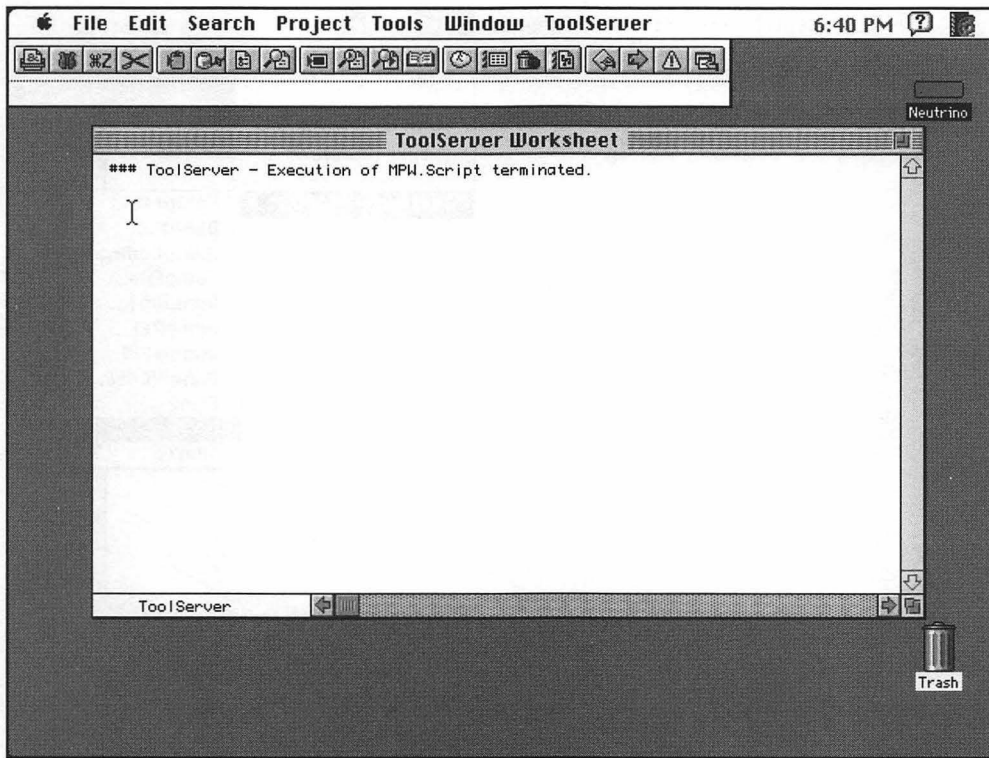 File Edit Search Project Tools Window ToolServer 6:40 PM
⌘Z
Neutrino
ToolServer Worksheet
### ToolServer - Execution of MPW.Script terminated.
ToolServer
Trash